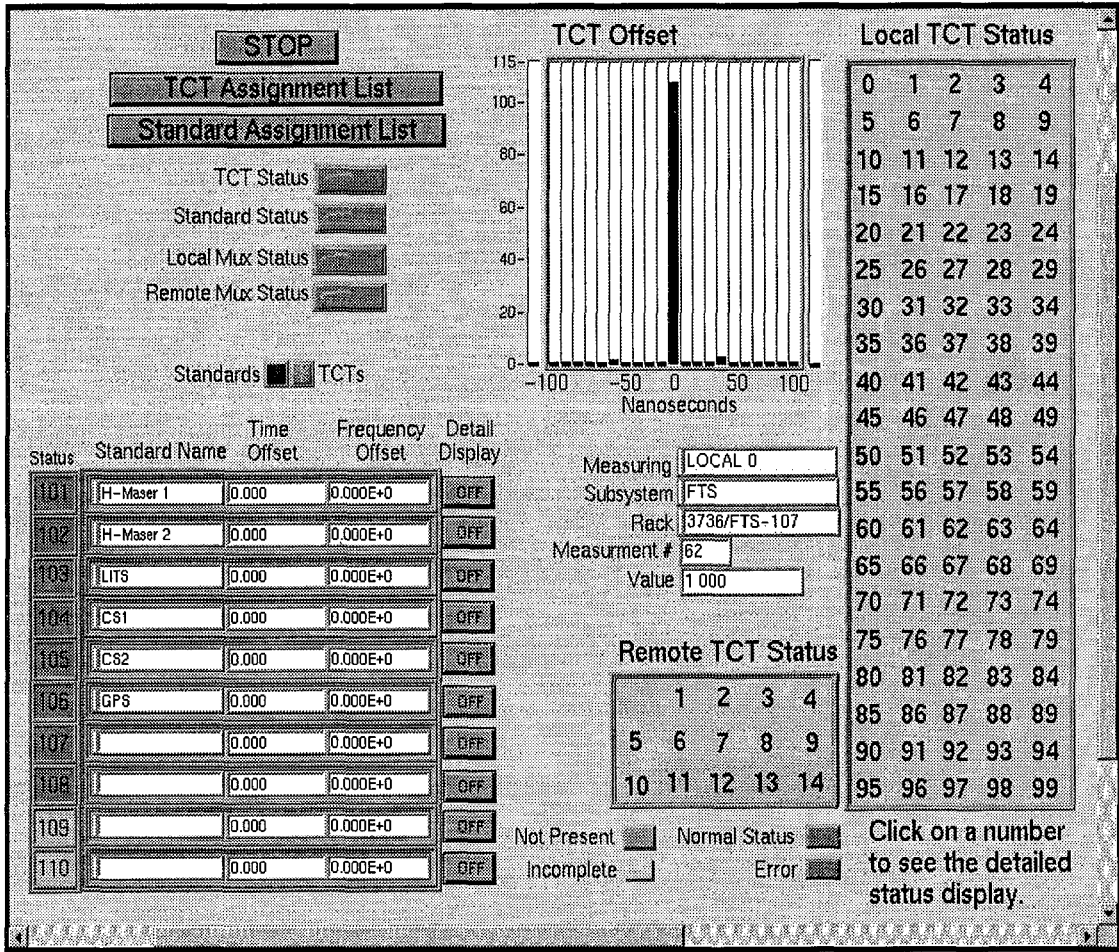 STOP
TCT Assignment List
Standard Assignment List
TCT Status
Standard Status
Local Mux Status
Remote Mux Status
Standards TCTs
TCT Offset
115-
100-
80-
60-
40-
20-
0-
-100 -50 0 50 100
Nanoseconds
Status Standard Name Time Offset Frequency Offset Detail Display
101 H-Maser 1 0.000 0.000E+0 OFF
102 H-Maser 2 0.000 0.000E+0 OFF
103 LITS 0.000 0.000E+0 OFF
104 CS1 0.000 0.000E+0 OFF
105 CS2 0.000 0.000E+0 OFF
106 GPS 0.000 0.000E+0 OFF
107 0.000 0.000E+0 OFF
108 0.000 0.000E+0 OFF
109 0.000 0.000E+0 OFF
110 0.000 0.000E+0 OFF
Measuring LOCAL 0
Subsystem FTS
Rack 3736/FTS-107
Measurment # 62
Value 1 000
Remote TCT Status
1 2 3 4
5 6 7 8 9
10 11 12 13 14
Not Present Normal Status
Incomplete Error
Local TCT Status
0 1 2 3 4
5 6 7 8 9
10 11 12 13 14
15 16 17 18 19
20 21 22 23 24
25 26 27 28 29
30 31 32 33 34
35 36 37 38 39
40 41 42 43 44
45 46 47 48 49
50 51 52 53 54
55 56 57 58 59
60 61 62 63 64
65 66 67 68 69
70 71 72 73 74
75 76 77 78 79
80 81 82 83 84
85 86 87 88 89
90 91 92 93 94
95 96 97 98 99
Click on a number
to see the detailed
status display.